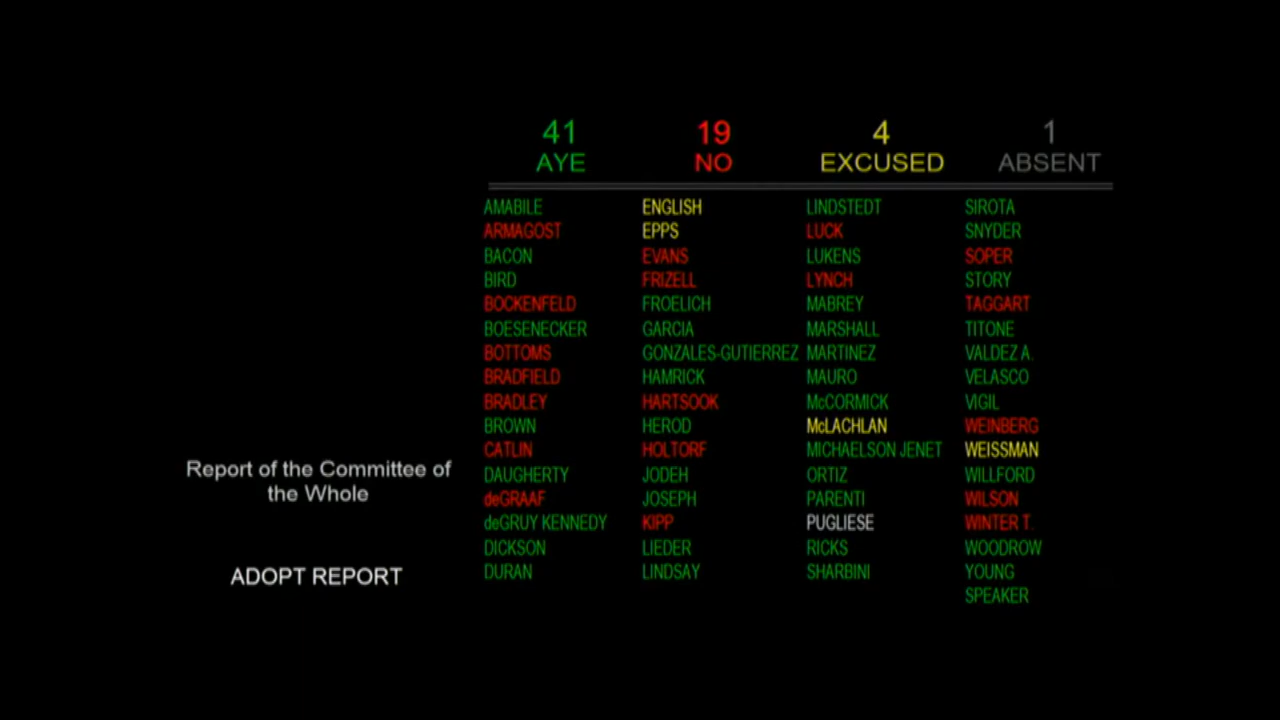 41 19 4 1
AYE NO EXCUSED ABSENT
AMABILE ENGLISH LINDSTEDT SIROTA
ARMAGOST EPPS LUCK SNYDER
BACON EVANS LUKENS SOPER
BIRD FRIZELL LYNCH STORY
BOCKENFELD FROELICH MABREY TAGGART
BOESENECKER GARCIA MARSHALL TITONE
BOTTOMS GONZALES-GUTIERREZ MARTINEZ VALDEZ A.
BRADFIELD HAMRICK MAURO VELASCO
BRADLEY HARTSOOK McCORMICK VIGIL
BROWN HEROD McLACHLAN WEINBERG
CATLIN HOLTORF MICHAELSON JENET WEISSMAN
DAUGHERTY JODEH ORTIZ WILLFORD
deGRAAF JOSEPH PARENTI WILSON
deGRUY KENNEDY KIPP PUGLIESE WINTER T.
DICKSON LIEDER RICKS WOODROW
DURAN LINDSAY SHARBINI YOUNG
SPEAKER
Report of the Committee of
the Whole
ADOPT REPORT